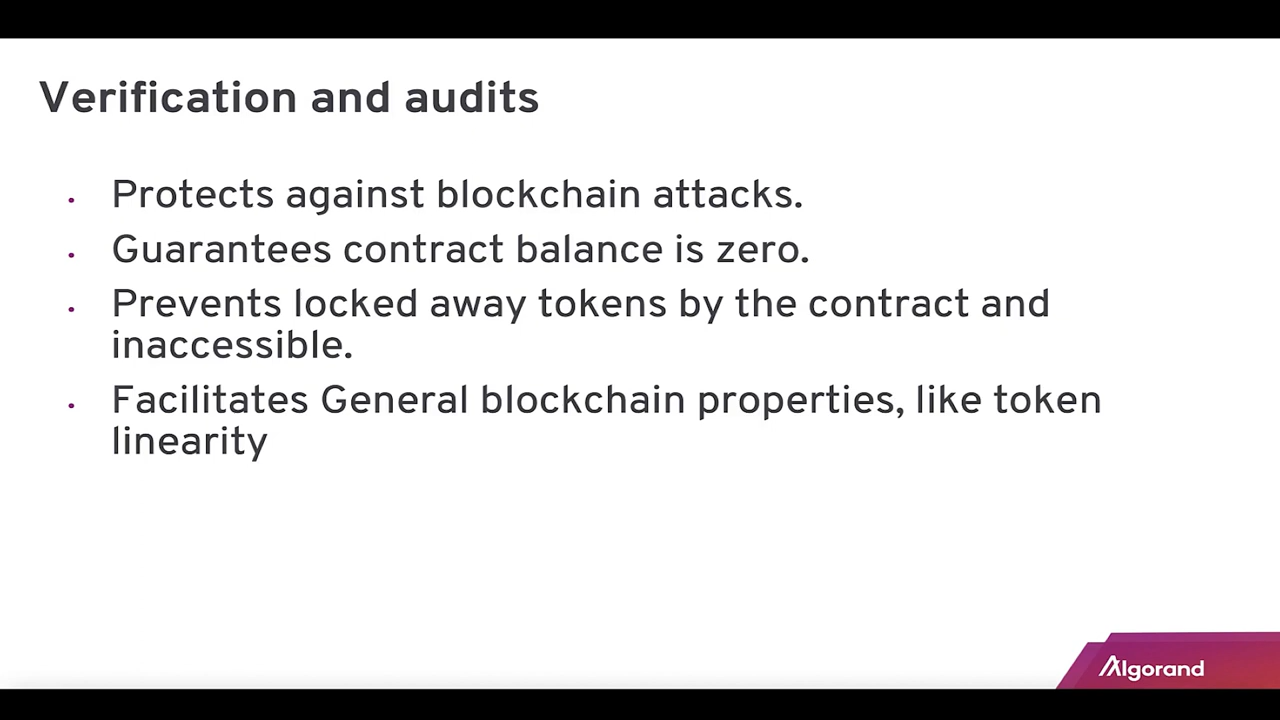 Verification and audits
Protects against blockchain attacks.
Guarantees contract balance is zero.
Prevents locked away tokens by the contract and
inaccessible.
Facilitates General blockchain properties, like token
linearity
Algorand